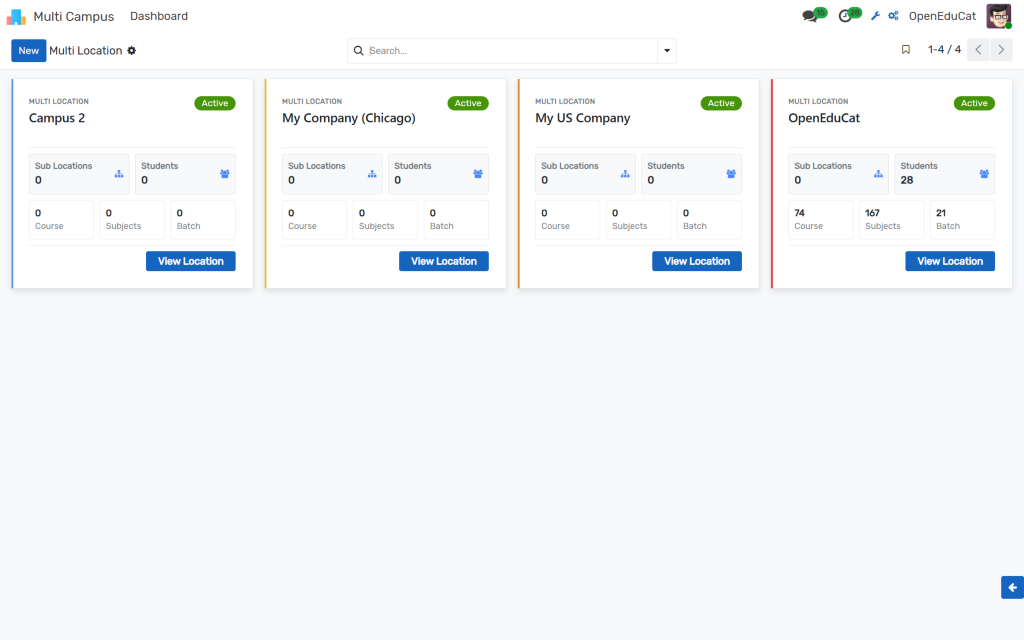 Multi Campus Dashboard 15 28 OpenEduCat
New Multi Location Search... 1-4 / 4
MULTI LOCATION Active
Campus 2
Sub Locations
0
Students
0
0
Course
0
Subjects
0
Batch
View Location
MULTI LOCATION Active
My Company (Chicago)
Sub Locations
0
Students
0
0
Course
0
Subjects
0
Batch
View Location
MULTI LOCATION Active
My US Company
Sub Locations
0
Students
0
0
Course
0
Subjects
0
Batch
View Location
MULTI LOCATION Active
OpenEduCat
Sub Locations
0
Students
28
74
Course
167
Subjects
21
Batch
View Location